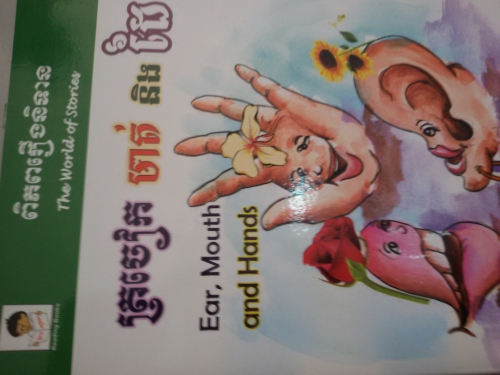 ពិភពរឿងនិទាន
The World of Stories
ត្រចៀក មាត់ និង ដៃ
Ear, Mouth
and Hands